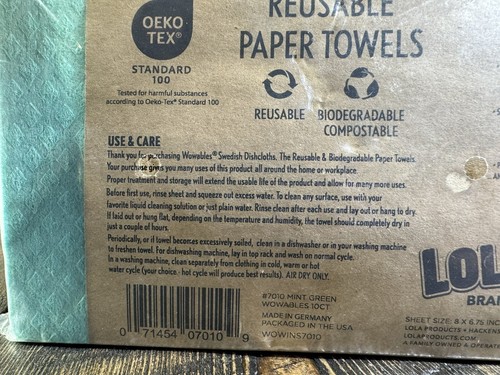 OEKO
TEX®
STANDARD
100
Tested for harmful substances
according to Oeko-Tex® Standard 100
REUSABLE
PAPER TOWELS
REUSABLE
BIODEGRADABLE
COMPOSTABLE
USE & CARE
Thank you for purchasing Wowables® Swedish Dishcloths. The Reusable & Biodegradable Paper Towels.
Your purchase gives you many uses of this product all around the home or workplace.
Proper treatment and storage will extend the usable life of the product and allow for many more uses.
Before first use, rinse sheet and squeeze out excess water. To clean any surface, use with your
favorite liquid cleaning solution or just plain water. Rinse clean after each use and lay out or hang to dry.
If laid out or hung flat, depending on the temperature and humidity, the towel should completely dry in
just a couple of hours.
Periodically, or if towel becomes excessively soiled, clean in a dishwasher or in your washing machine
to freshen towel. For dishwashing machine, lay in top rack and wash on normal cycle.
In a washing machine, clean separately from clothing in cold, warm or hot
water cycle (your choice - hot cycle will produce best results). AIR DRY ONLY.
#7010 MINT GREEN
WOWABLES 10CT
MADE IN GERMANY
PACKAGED IN THE USA
WOWINS7010
0 71454 07010 9
LOL
BRA
SHEET SIZE: 8 X 6.75 INC
LOLA PRODUCTS • HACKENS
LOLAPRODUCTS.COM
A FAMILY OWNED & OPERATE